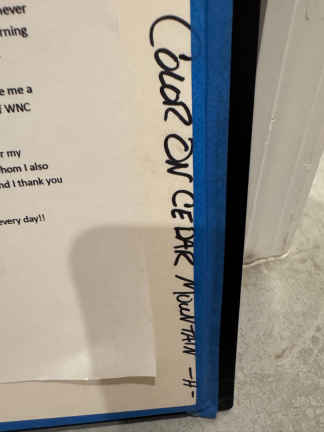 never
rning
e me a
WNC
r my
hom I also
nd I thank you
every day!!
COLOR ON CEDAR MOUNTAIN -H-